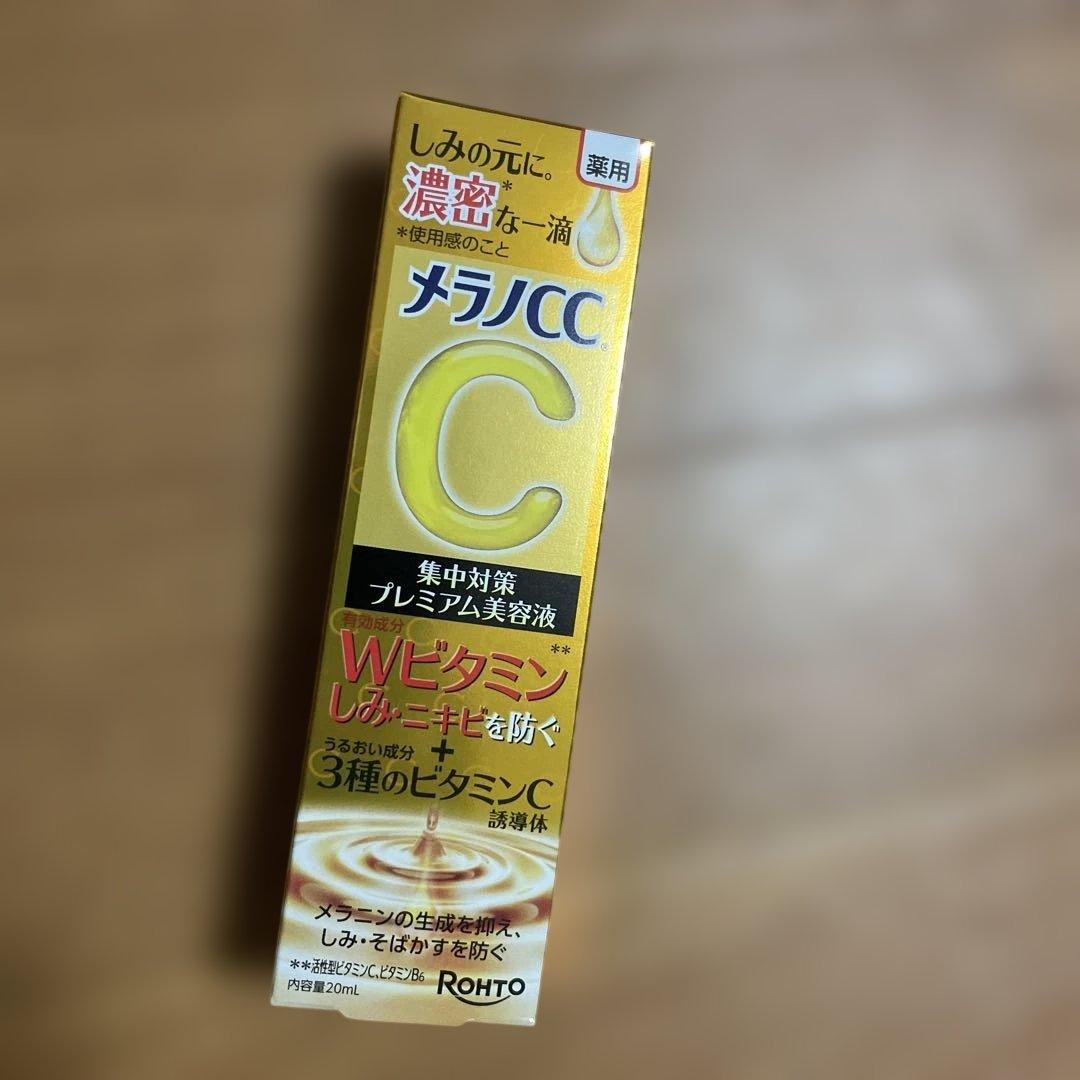 しみの元に。
薬用
濃密*な一滴
*使用感のこと
メラノCC®
C
集中対策
プレミアム美容液
有効成分
Wビタミン**
しみ・ニキビを防ぐ
+
うるおい成分
3種のビタミンC
誘導体
メラニンの生成を抑え、
しみ・そばかすを防ぐ
**活性型ビタミンC、ビタミンB6
内容量20mL
ROHTO